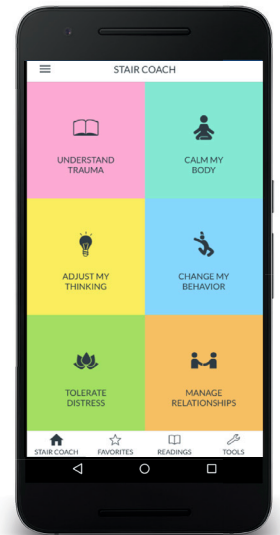 STAIR COACH
UNDERSTAND
TRAUMA
CALM MY
BODY
ADJUST MY
THINKING
CHANGE MY
BEHAVIOR
TOLERATE
DISTRESS
MANAGE
RELATIONSHIPS
STAIR COACH
FAVORITES
READINGS
TOOLS